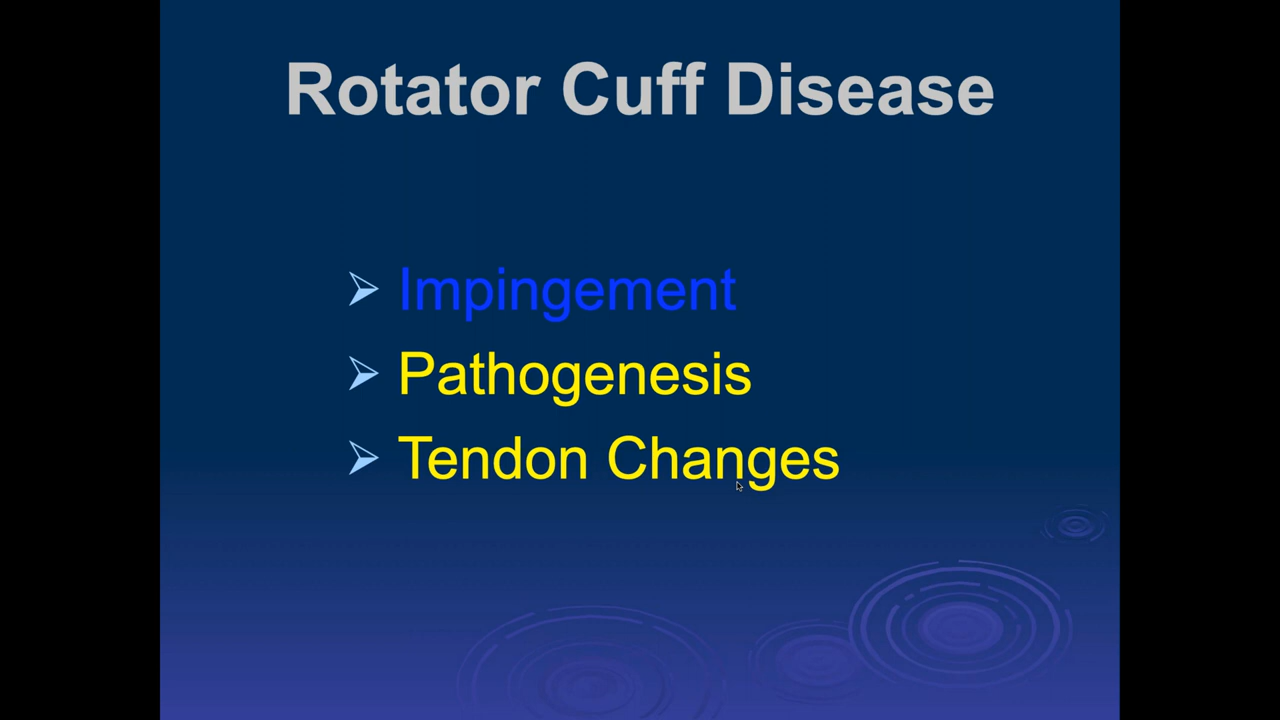 Rotator Cuff Disease
Impingement
Pathogenesis
Tendon Changes